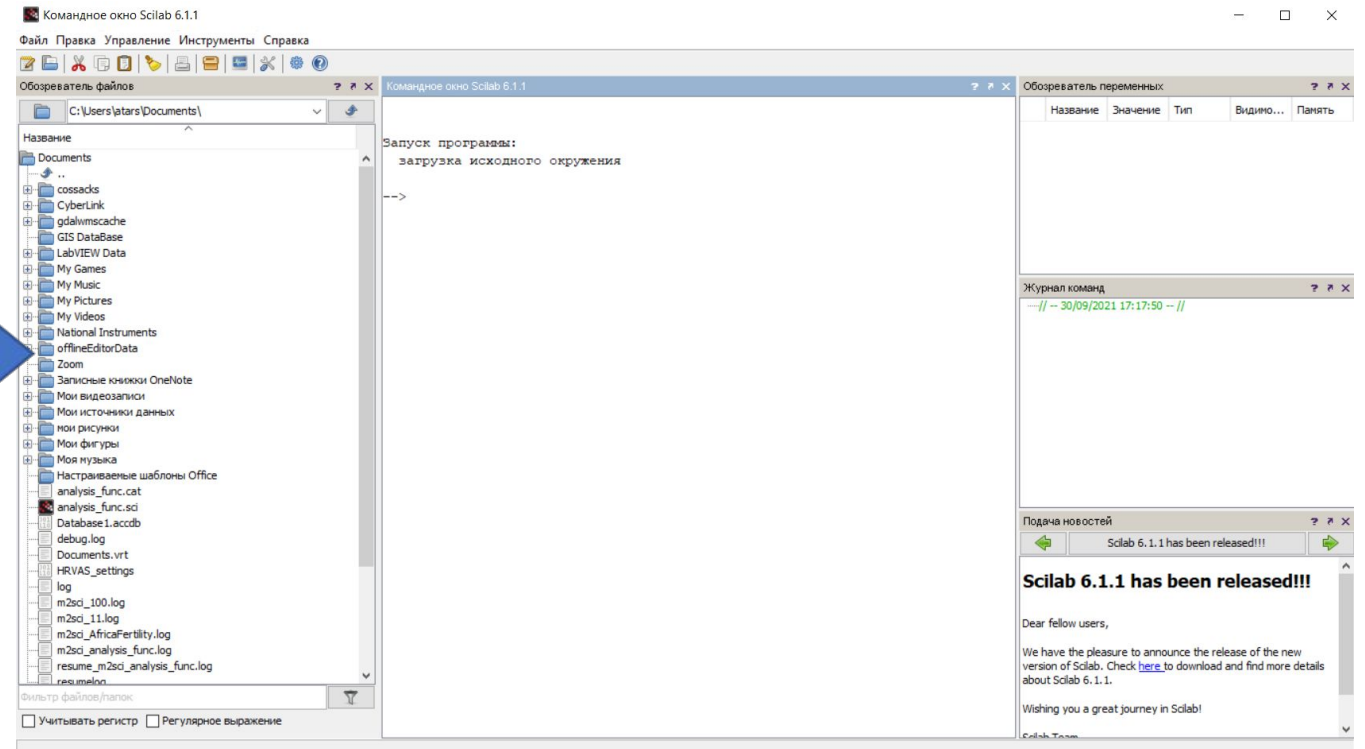 Командное окно Scilab 6.1.1
Файл Правка Управление Инструменты Справка
Обозреватель файлов
C:\Users\atars\Documents\
Название
Documents
..
cossacks
CyberLink
gdalwmscache
GIS DataBase
LabVIEW Data
My Games
My Music
My Pictures
My Videos
National Instruments
offlineEditorData
Zoom
Записные книжки OneNote
Мои видеозаписи
Мои источники данных
мои рисунки
Мои фигуры
Моя музыка
Настраиваемые шаблоны Office
analysis_func.cat
analysis_func.sci
Database1.accdb
debug.log
Documents.vrt
HRVAS_settings
log
m2sci_100.log
m2sci_11.log
m2sci_AfricaFertility.log
m2sci_analysis_func.log
resume_m2sci_analysis_func.log
resumelog
Фильтр файлов/папок
Учитывать регистр Регулярное выражение
Командное окно Scilab 6.1.1
Запуск программы:
загрузка исходного окружения
-->
Обозреватель переменных
Название Значение Тип Видимо... Память
Журнал команд
// -- 30/09/2021 17:17:50 -- //
Подача новостей
Scilab 6.1.1 has been released!!!
Scilab 6.1.1 has been released!!!
Dear fellow users,
We have the pleasure to announce the release of the new
version of Scilab. Check here to download and find more details
about Scilab 6.1.1.
Wishing you a great journey in Scilab!
Scilab Team